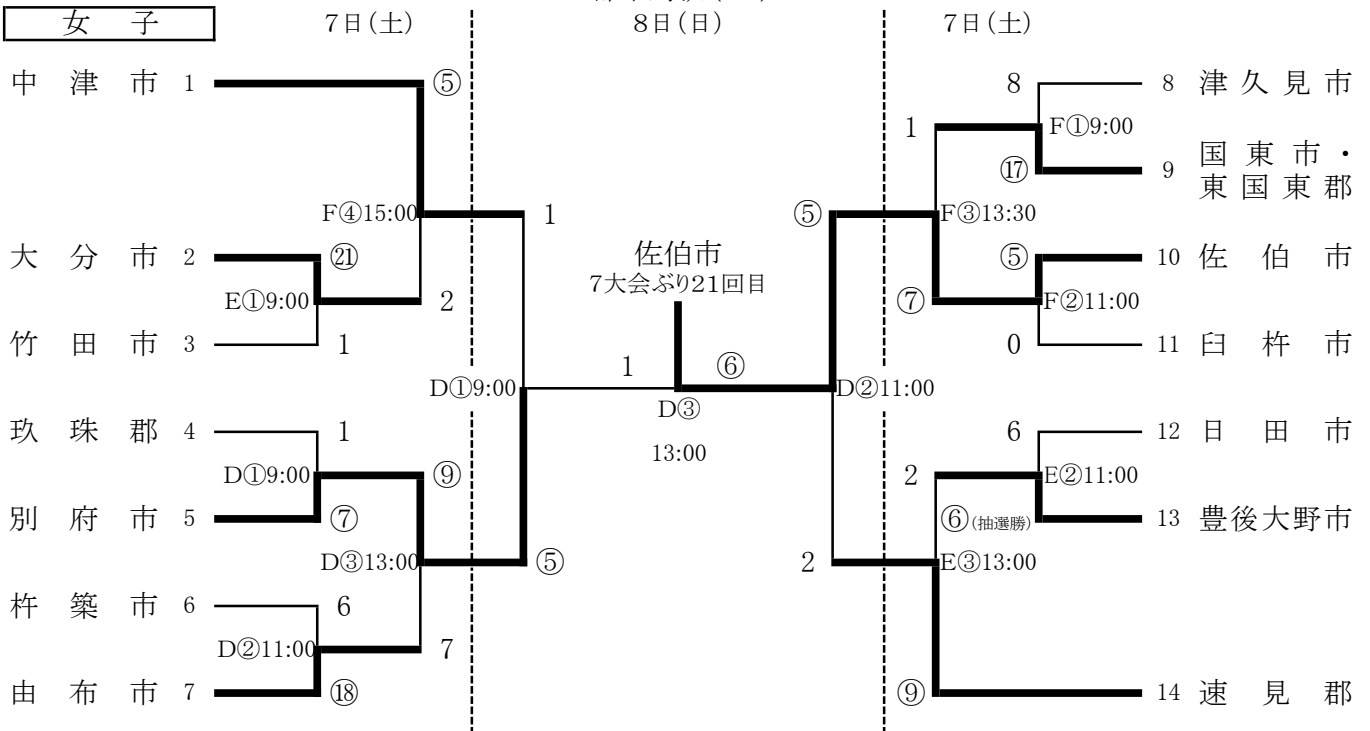 女子
7日(土)
8日(日)
7日(土)
中津市 1
⑤
F④15:00
大分市 2
㉑
E①9:00
2
竹田市 3
1
1
D①9:00
玖珠郡 4
1
D①9:00
⑨
別府市 5
⑦
D③13:00
⑤
杵築市 6
6
D②11:00
7
由布市 7
⑱
佐伯市
7大会ぶり21回目
1
⑥
D③
13:00
8
8 津久見市
1
F①9:00
⑰
9 国東市・
東国東郡
⑤
F③13:30
⑤
10 佐伯市
⑦
F②11:00
0
11 臼杵市
D②11:00
6
12 日田市
2
E②11:00
⑥(抽選勝)
13 豊後大野市
2
E③13:00
⑨
14 速見郡